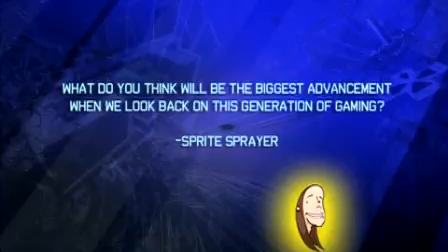 WHAT DO YOU THINK WILL BE THE BIGGEST ADVANCEMENT
WHEN WE LOOK BACK ON THIS GENERATION OF GAMING?
-SPRITE SPRAYER